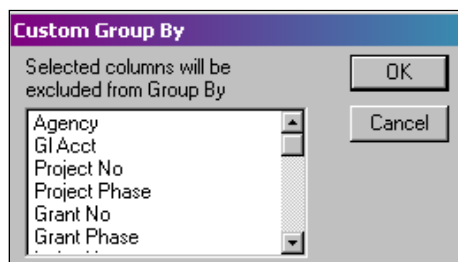 Custom Group By
Selected columns will be
excluded from Group By
OK
Cancel
Agency
Gl Acct
Project No
Project Phase
Grant No
Grant Phase